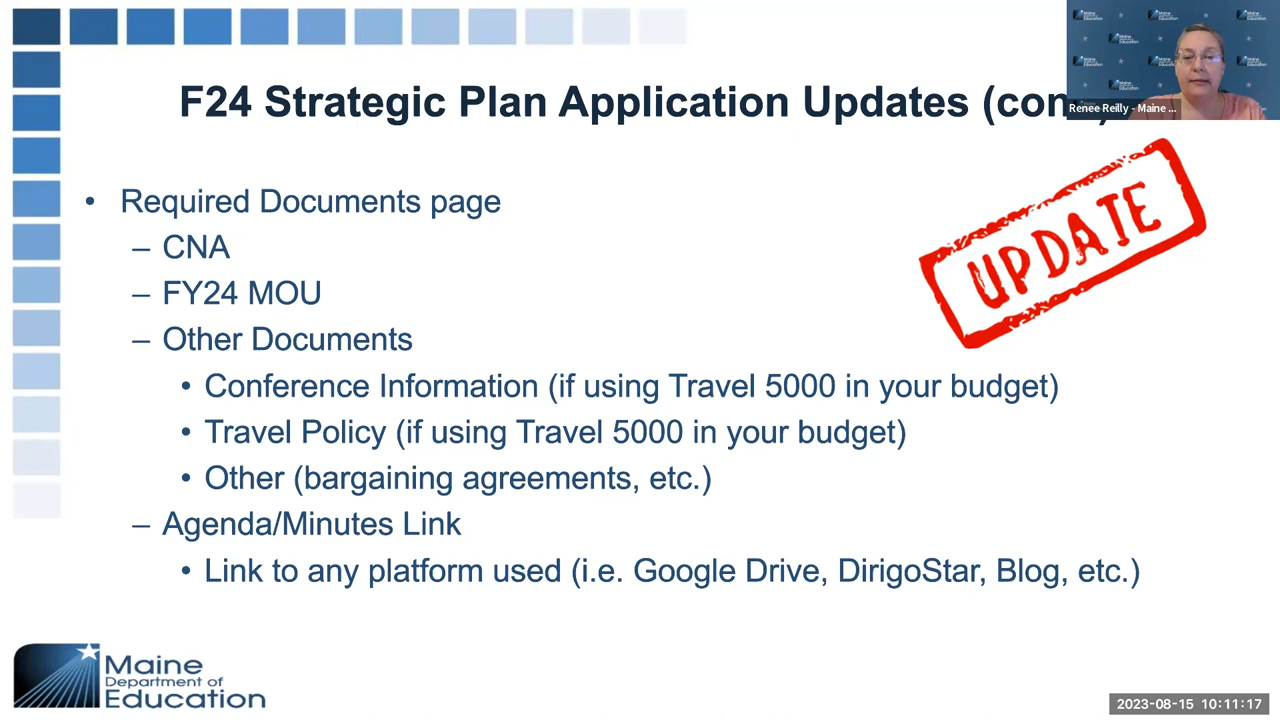 F24 Strategic Plan Application Updates (con
Renee Reilly - Maine ...
UPDATE
• Required Documents page
– CNA
– FY24 MOU
– Other Documents
• Conference Information (if using Travel 5000 in your budget)
• Travel Policy (if using Travel 5000 in your budget)
• Other (bargaining agreements, etc.)
– Agenda/Minutes Link
• Link to any platform used (i.e. Google Drive, DirigoStar, Blog, etc.)
Maine
Department of
Education
2023-08-15 10:11:17